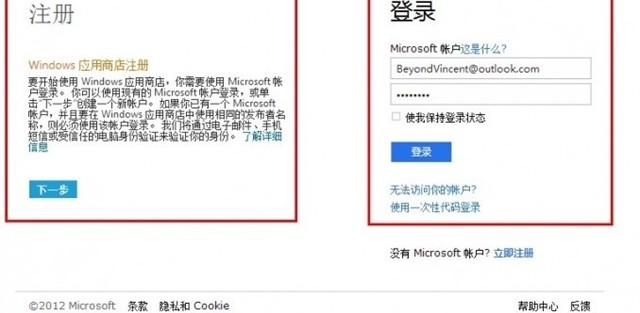 注册
Windows 应用商店注册
要开始使用 Windows 应用商店，你需要使用 Microsoft 帐
户登录。你可以使用现有的 Microsoft 帐户登录，或单
击"下一步"创建一个新帐户。如果你已有一个 Microsoft
帐户，并且要在 Windows 应用商店中使用相同的发布者名
称，则必须使用该帐户登录。我们将通过电子邮件、手机
短信或受信任的电脑身份验证来验证你的身份。了解详细
信息
下一步
登录
Microsoft 帐户这是什么?
BeyondVincent@outlook.com
••••••••
使我保持登录状态
登录
无法访问你的帐户?
使用一次性代码登录
没有 Microsoft 帐户? 立即注册
©2012 Microsoft 条款 隐私和 Cookie 帮助中心 反馈